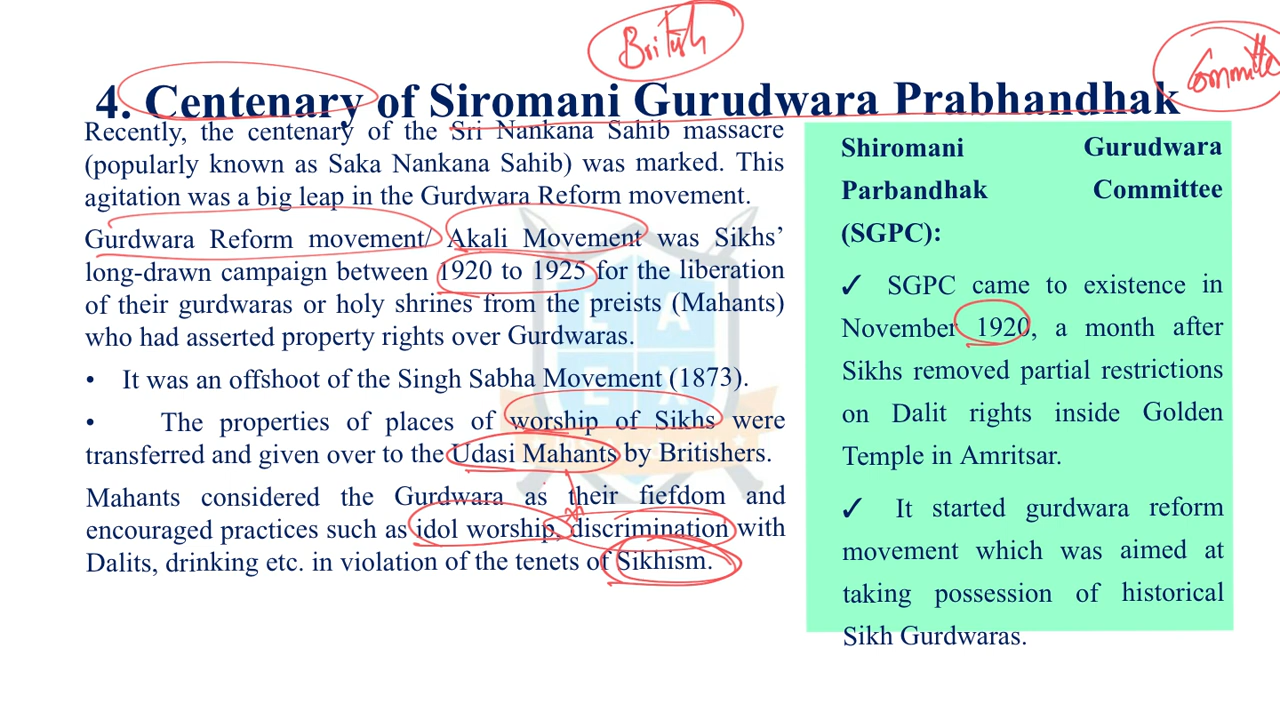 British
Committe
4. Centenary of Siromani Gurudwara Prabhandhak
Recently, the centenary of the Sri Nankana Sahib massacre
(popularly known as Saka Nankana Sahib) was marked. This
agitation was a big leap in the Gurdwara Reform movement.
Gurdwara Reform movement/ Akali Movement was Sikhs’
long-drawn campaign between 1920 to 1925 for the liberation
of their gurdwaras or holy shrines from the preists (Mahants)
who had asserted property rights over Gurdwaras.
• It was an offshoot of the Singh Sabha Movement (1873).
• The properties of places of worship of Sikhs were
transferred and given over to the Udasi Mahants by Britishers.
Mahants considered the Gurdwara as their fiefdom and
encouraged practices such as idol worship, discrimination with
Dalits, drinking etc. in violation of the tenets of Sikhism.
Shiromani Gurudwara
Parbandhak Committee
(SGPC):
✓ SGPC came to existence in
November 1920, a month after
Sikhs removed partial restrictions
on Dalit rights inside Golden
Temple in Amritsar.
✓ It started gurdwara reform
movement which was aimed at
taking possession of historical
Sikh Gurdwaras.